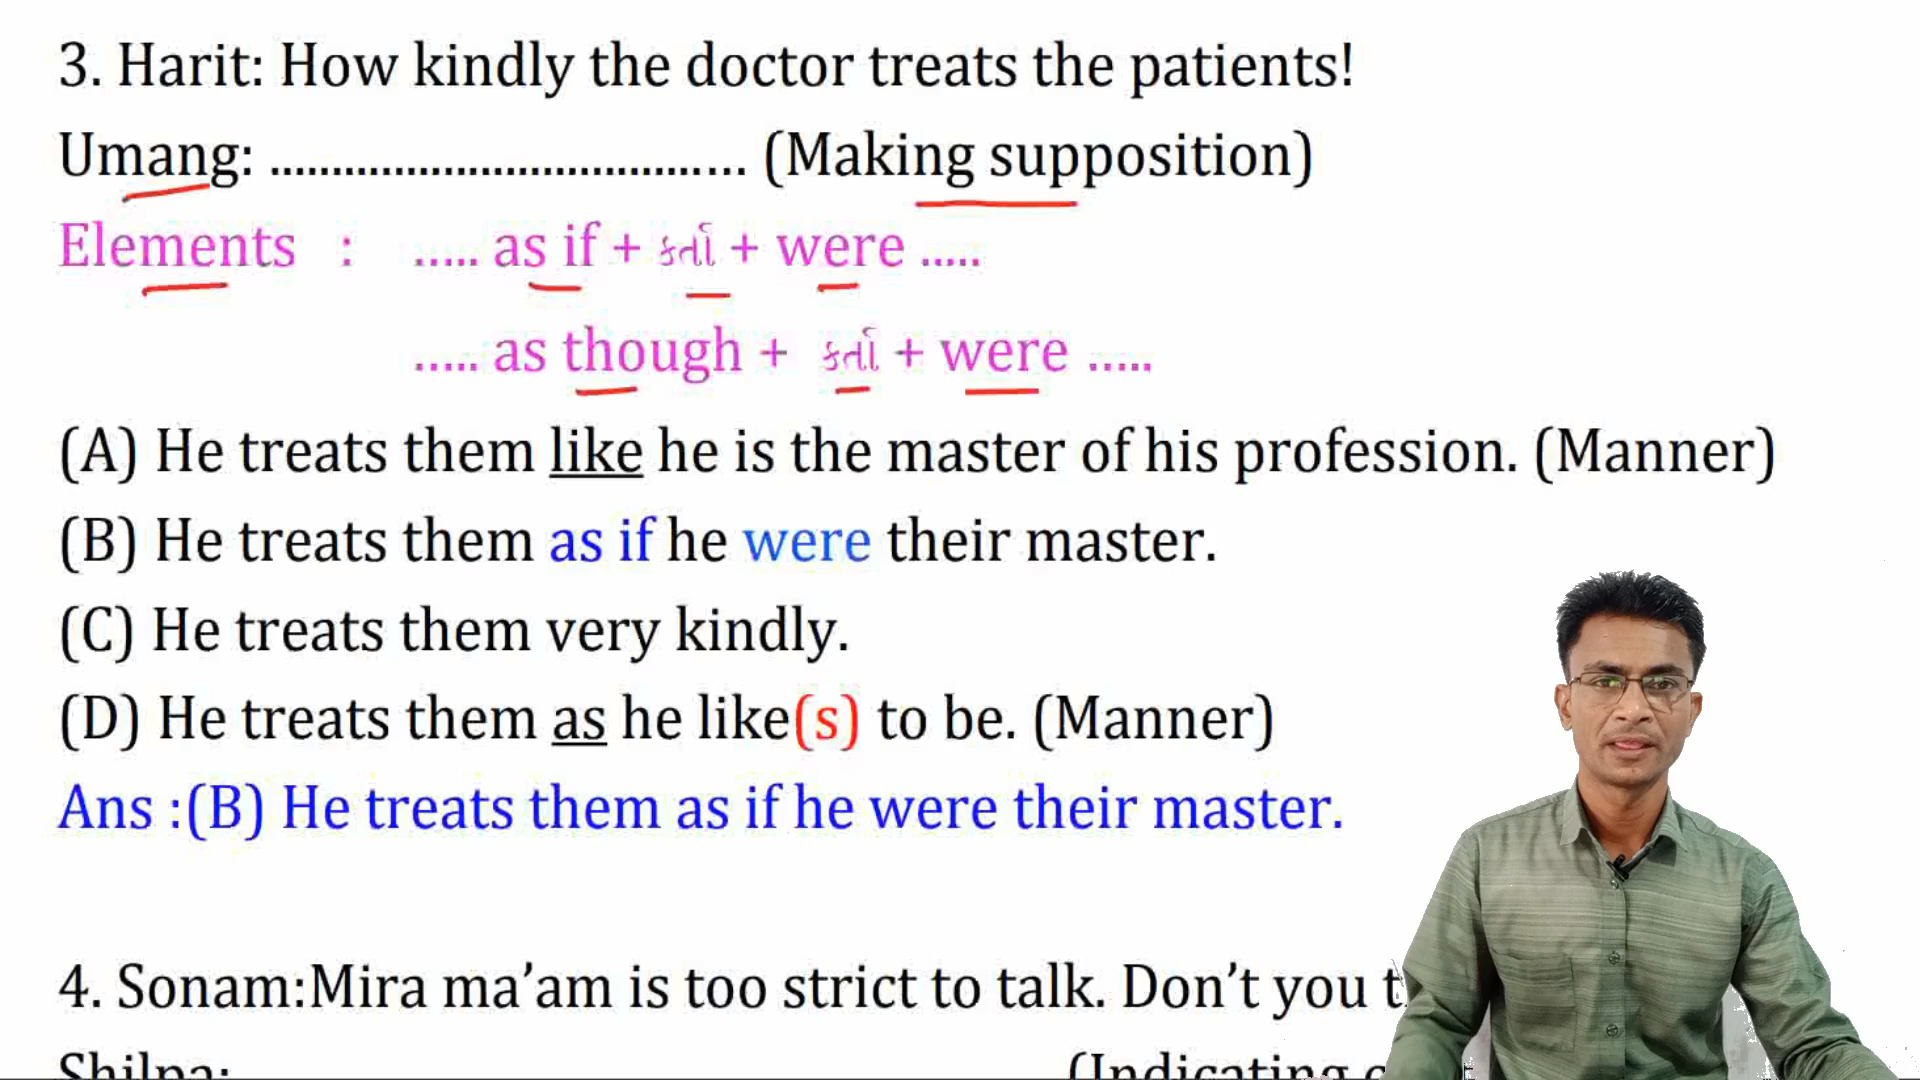 3. Harit: How kindly the doctor treats the patients!
Umang: ........................................ (Making supposition)
Elements : ..... as if + કર્તા + were .....
..... as though + કર્તા + were .....
(A) He treats them like he is the master of his profession. (Manner)
(B) He treats them as if he were their master.
(C) He treats them very kindly.
(D) He treats them as he like(s) to be. (Manner)
Ans :(B) He treats them as if he were their master.
4. Sonam:Mira ma’am is too strict to talk. Don’t you
Shilpa: (Indicating